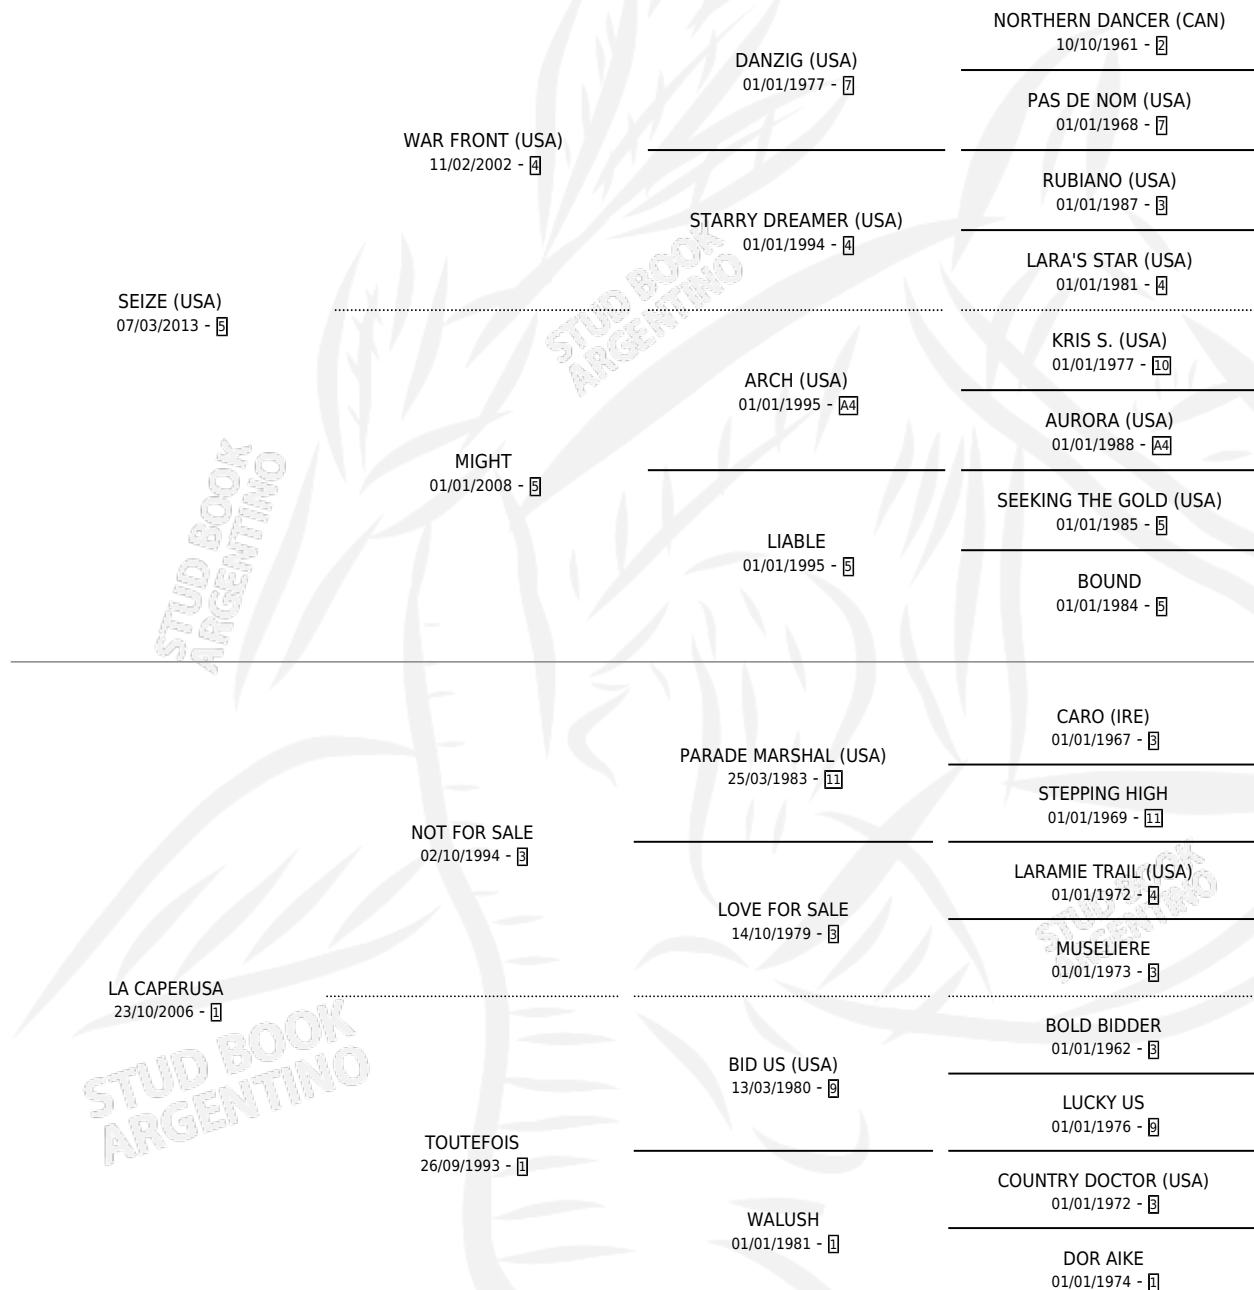 NORTHERN DANCER (CAN)
10/10/1961 - 2
DANZIG (USA)
01/01/1977 - 7
PAS DE NOM (USA)
01/01/1968 - 7
WAR FRONT (USA)
11/02/2002 - 4
RUBIANO (USA)
01/01/1987 - 3
STARRY DREAMER (USA)
01/01/1994 - 4
LARA'S STAR (USA)
01/01/1981 - 4
SEIZE (USA)
07/03/2013 - 5
KRIS S. (USA)
01/01/1977 - 10
ARCH (USA)
01/01/1995 - A4
AURORA (USA)
01/01/1988 - A4
MIGHT
01/01/2008 - 5
SEEKING THE GOLD (USA)
01/01/1985 - 5
LIABLE
01/01/1995 - 5
BOUND
01/01/1984 - 5
CARO (IRE)
01/01/1967 - 3
PARADE MARSHAL (USA)
25/03/1983 - 11
STEPPING HIGH
01/01/1969 - 11
NOT FOR SALE
02/10/1994 - 3
LARAMIE TRAIL (USA)
01/01/1972 - 4
LOVE FOR SALE
14/10/1979 - 3
MUSELIERE
01/01/1973 - 3
LA CAPERUSA
23/10/2006 - 1
BOLD BIDDER
01/01/1962 - 3
BID US (USA)
13/03/1980 - 9
LUCKY US
01/01/1976 - 9
TOUTEFOIS
26/09/1993 - 1
COUNTRY DOCTOR (USA)
01/01/1972 - 3
WALUSH
01/01/1981 - 1
DOR AIKE
01/01/1974 - 1
STUD BOOK
ARGENTINO
STUD BOOK
ARGENTINO
STUD BOOK
ARGENTINO
STUD BOOK
ARGENTINO